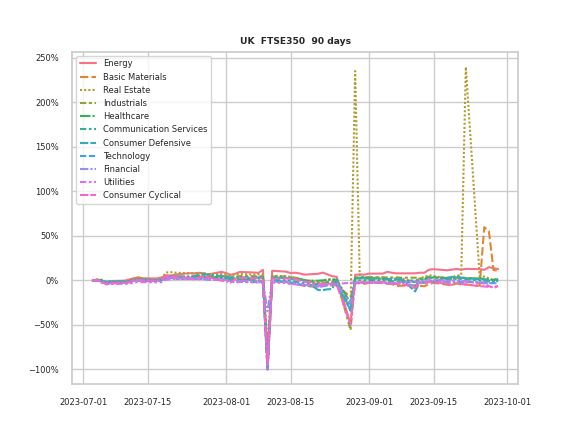 UK  FTSE350  90 days
250%
200%
150%
100%
50%
0%
−50%
−100%
Energy
Basic Materials
Real Estate
Industrials
Healthcare
Communication Services
Consumer Defensive
Technology
Financial
Utilities
Consumer Cyclical
2023-07-01 2023-07-15 2023-08-01 2023-08-15 2023-09-01 2023-09-15 2023-10-01